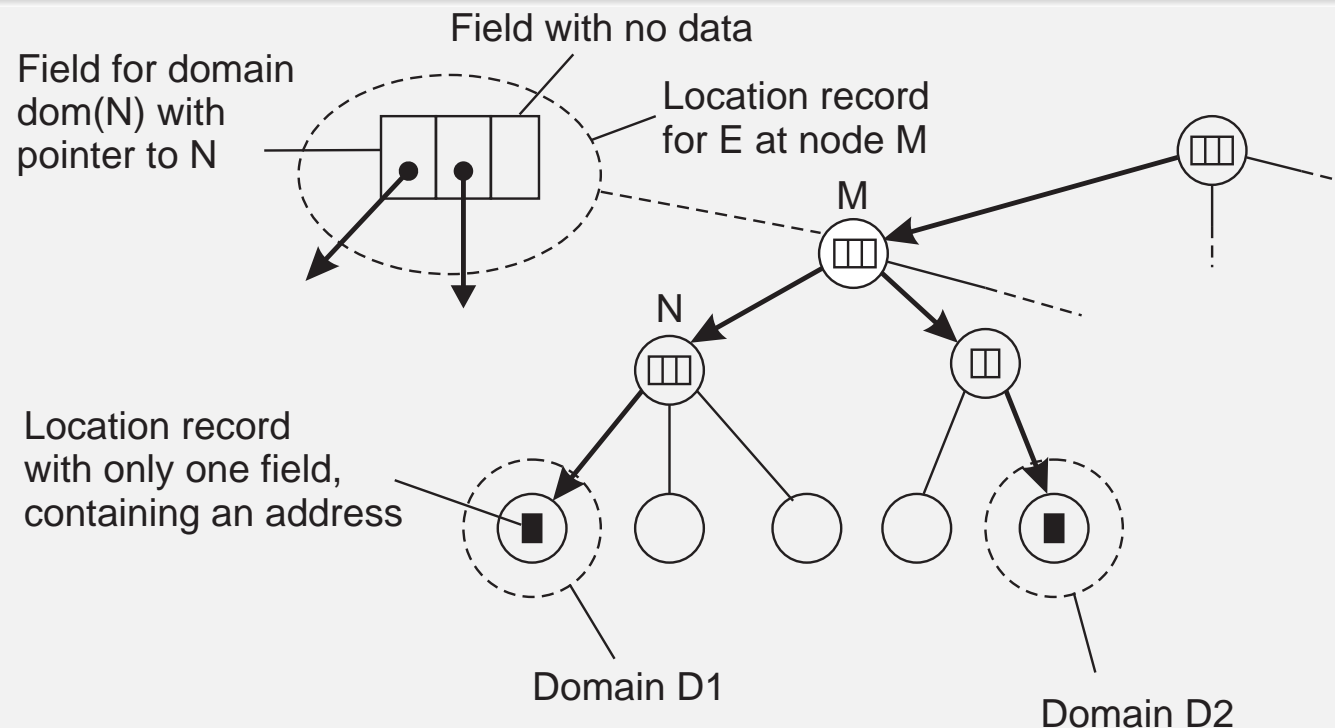 Field with no data
Field for domain
dom(N) with
pointer to N
Location record
for E at node M
M
N
Location record
with only one field,
containing an address
Domain D1
Domain D2